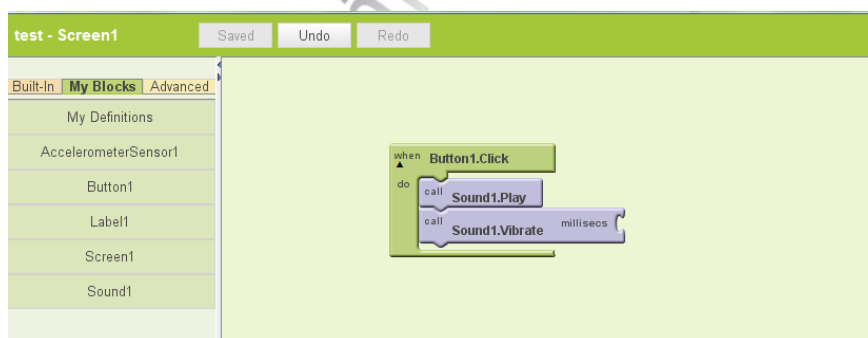 test - Screen1 Saved Undo Redo
Built-In My Blocks Advanced
My Definitions
AccelerometerSensor1
Button1
Label1
Screen1
Sound1
when Button1.Click
do call Sound1.Play
call Sound1.Vibrate millisecs